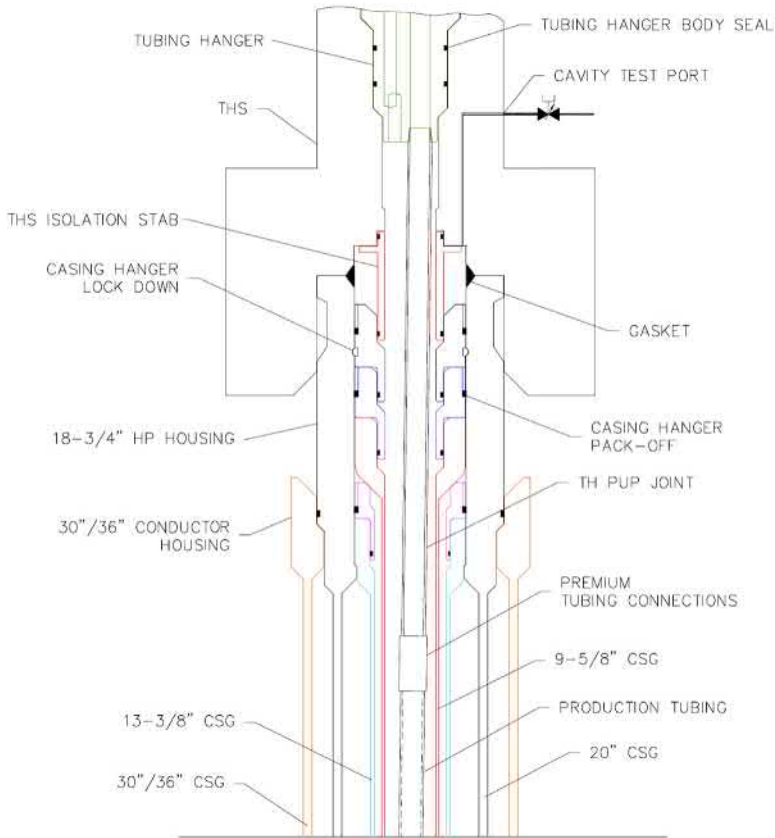 TUBING HANGER
TUBING HANGER BODY SEAL
CAVITY TEST PORT
THS
THS ISOLATION STAB
CASING HANGER
LOCK DOWN
GASKET
18-3/4" HP HOUSING
CASING HANGER
PACK-OFF
TH PUP JOINT
30"/36" CONDUCTOR
HOUSING
PREMIUM
TUBING CONNECTIONS
9-5/8" CSG
13-3/8" CSG
PRODUCTION TUBING
20" CSG
30"/36" CSG